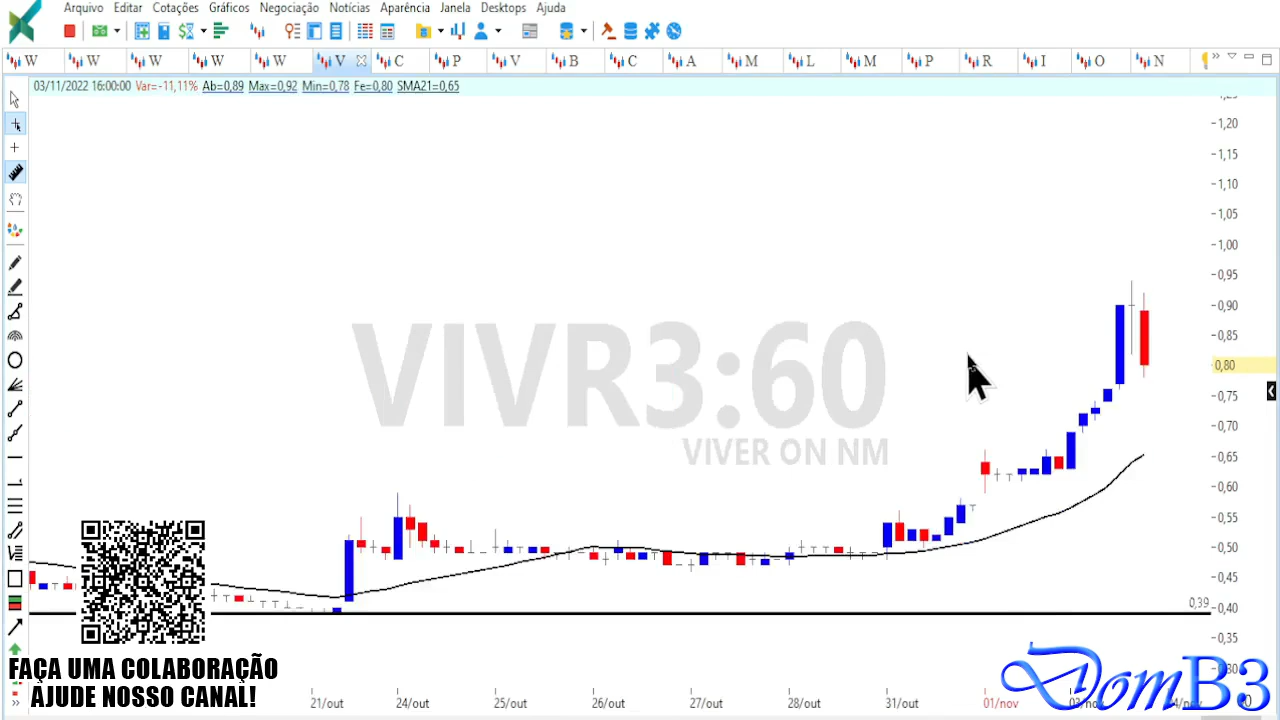 Arquivo Editar Cotações Gráficos Negociação Notícias Aparência Janela Desktops Ajuda
W W W W W V C P V B C A M L M P R I O N
03/11/2022 16:00:00 Var=-11,11% Ab=0,89 Max=0,92 Min=0,78 Fe=0,80 SMA21=0,65
1,20
1,15
1,10
1,05
1,00
0,95
0,90
0,85
0,80
0,75
0,70
0,65
0,60
0,55
0,50
0,45
0,40
0,35
VIVR3:60
VIVER ON NM
0,39
FAÇA UMA COLABORAÇÃO
AJUDE NOSSO CANAL!
21/out 24/out 25/out 26/out 27/out 28/out 31/out 01/nov
DomB3